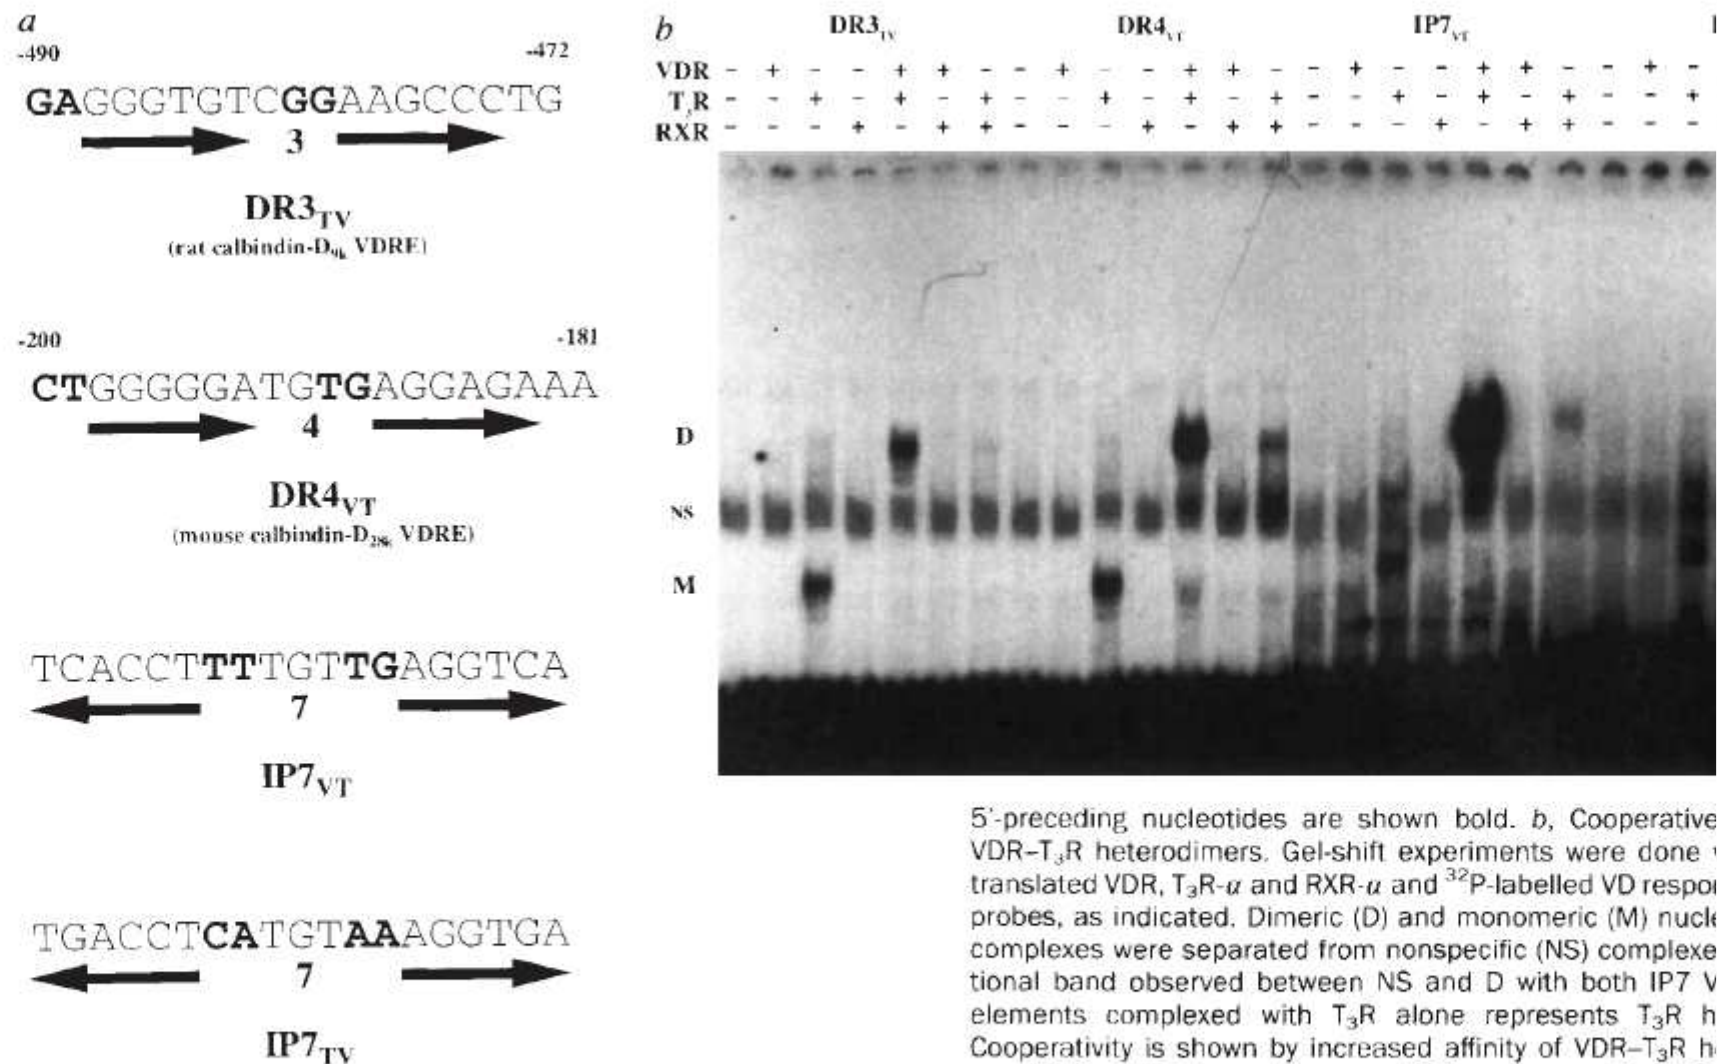 a
-490 -472
GAGGGTGTCGGAAGCCCTG
3
DR3TV
(rat calbindin-D9k VDRE)
-200 -181
CTGGGGGATGTGAGGAGAAA
4
DR4VT
(mouse calbindin-D28k VDRE)
TCACCTTTTGTTGAGGTCA
7
IP7VT
TGACCTCATGTAAAGGTGA
7
IP7TV
b DR3TV DR4VT IP7VT
VDR - + - - + + - - + - - + + - - + - - + + - - +
T3R - - + - + - + - - + - + - + - - + - + - + - - +
RXR - - - + - + + - - - + - + + - - - + - + + - -
D
NS
M
5'-preceding nucleotides are shown bold. b, Cooperative
VDR–T3R heterodimers. Gel-shift experiments were done
translated VDR, T3R-α and RXR-α and 32P-labelled VD
probes, as indicated. Dimeric (D) and monomeric (M)
complexes were separated from nonspecific (NS)
tional band observed between NS and D with both IP7
elements complexed with T3R alone represents T3R
Cooperativity is shown by increased affinity of VDR–T3R